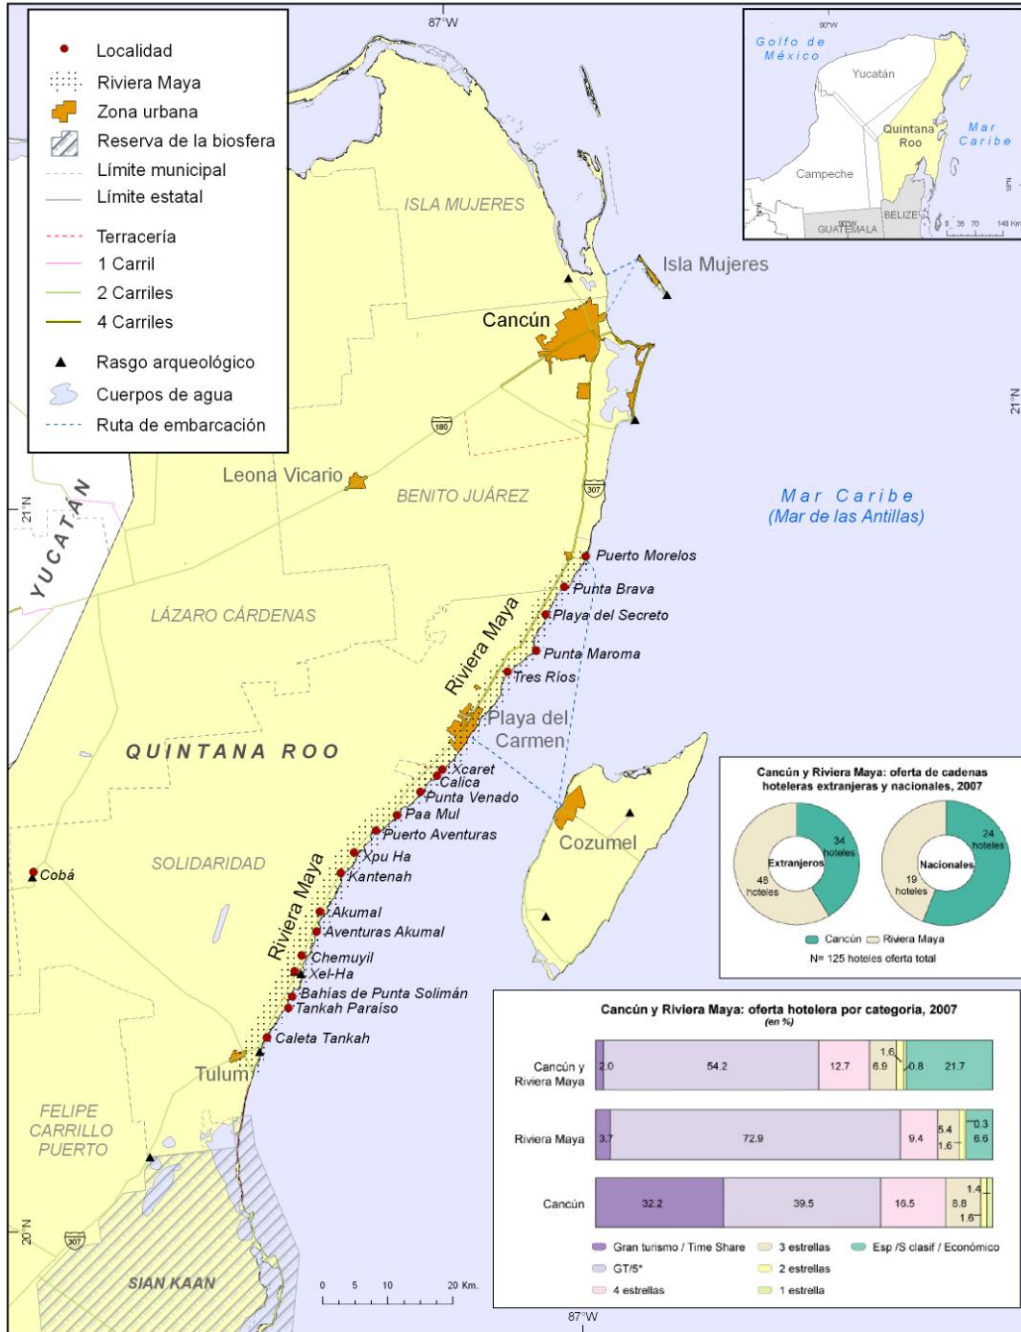 87°W
Localidad
Riviera Maya
Zona urbana
Reserva de la biosfera
Límite municipal
Límite estatal
Terracería
1 Carril
2 Carriles
4 Carriles
Rasgo arqueológico
Cuerpos de agua
Ruta de embarcación
90°W
Golfo de
México
Yucatán
Quintana
Roo
Mar
Caribe
Campeche
18°N
90°W
GUATEMALA
BELIZE
0 35 70 140 Km
ISLA MUJERES
Isla Mujeres
Cancún
21°N
180
Leona Vicario
BENITO JUÁREZ
307
Mar Caribe
(Mar de las Antillas)
21°N
YUCATÁN
Puerto Morelos
Punta Brava
LÁZARO CÁRDENAS
Playa del Secreto
Riviera Maya
Punta Maroma
Tres Ríos
Playa del
Carmen
QUINTANA ROO
Xcaret
Calica
Punta Venado
Paa Mul
Puerto Aventuras
Cozumel
Xpu Ha
SOLIDARIDAD
Cobá
Kantenah
Riviera Maya
Akumal
Aventuras Akumal
Chemuyil
Xel-Ha
Bahías de Punta Solimán
Tankah Paraíso
Caleta Tankah
Tulum
FELIPE
CARRILLO
PUERTO
20°N
307
SIAN KAAN
0 5 10 20 Km.
87°W
Cancún y Riviera Maya: oferta de cadenas
hoteleras extranjeras y nacionales, 2007
34
hoteles
Extranjeros
48
hoteles
24
hoteles
Nacionales
19
hoteles
Cancún Riviera Maya
N= 125 hoteles oferta total
Cancún y Riviera Maya: oferta hotelera por categoria, 2007
(en %)
Cancún y
Riviera Maya
2.0 54.2 12.7 6.9 1.6 0.8 21.7
Riviera Maya
3.7 72.9 9.4 5.4 1.6 0.3 6.6
Cancún
32.2 39.5 16.5 8.8 1.6 1.4
Gran turismo / Time Share
3 estrellas
Esp /S clasif / Económico
GT/5*
2 estrellas
4 estrellas
1 estrella